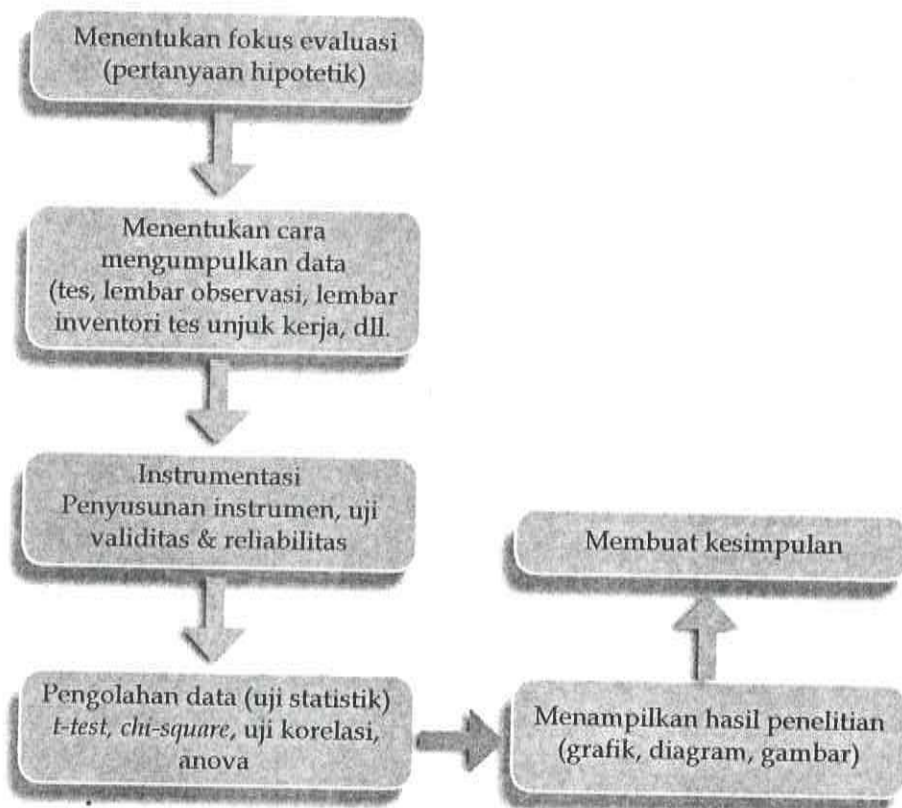 Menentukan fokus evaluasi
(pertanyaan hipotetik)
Menentukan cara
mengumpulkan data
(tes, lembar observasi, lembar
inventori tes unjuk kerja, dll.
Instrumentasi
Penyusunan instrumen, uji
validitas & reliabilitas
Pengolahan data (uji statistik)
t-test, chi-square, uji korelasi,
anova
Menampilkan hasil penelitian
(grafik, diagram, gambar)
Membuat kesimpulan